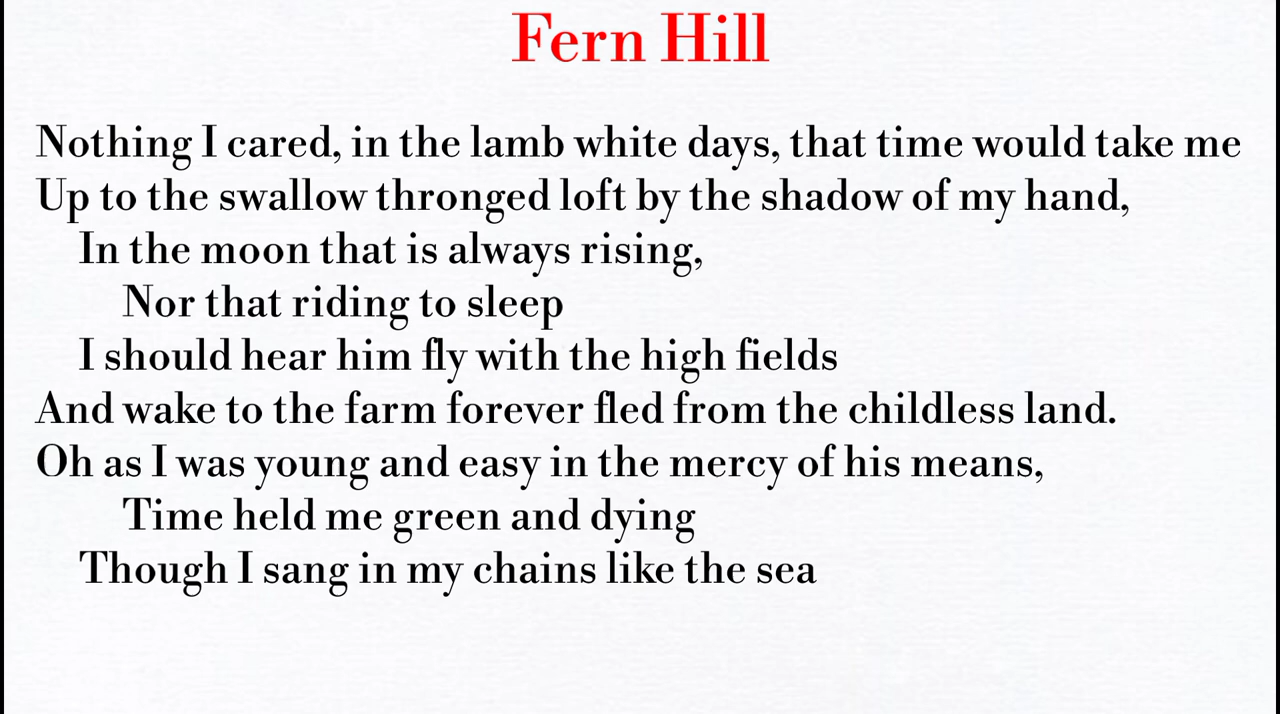 Fern Hill
Nothing I cared, in the lamb white days, that time would take me
Up to the swallow thronged loft by the shadow of my hand,
In the moon that is always rising,
Nor that riding to sleep
I should hear him fly with the high fields
And wake to the farm forever fled from the childless land.
Oh as I was young and easy in the mercy of his means,
Time held me green and dying
Though I sang in my chains like the sea